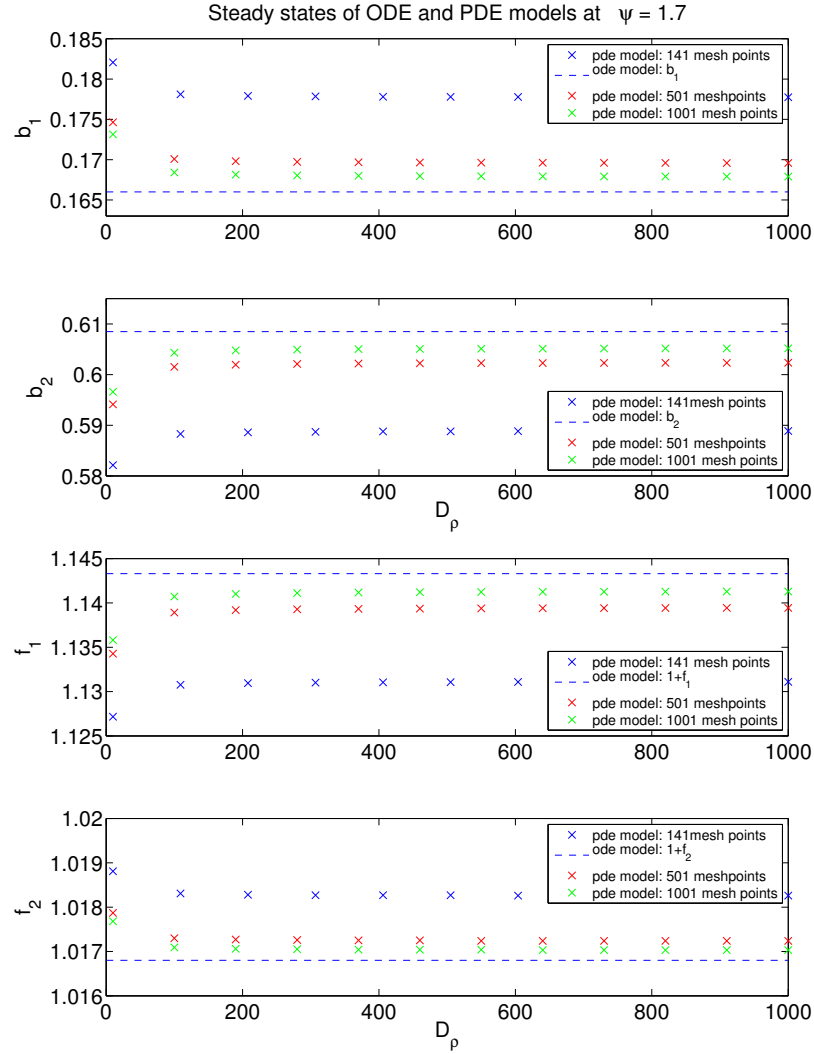 Steady states of ODE and PDE models at ψ = 1.7
0.185
0.18
0.175
0.17
0.165
b1
0 200 400 600 800 1000
pde model: 141 mesh points
ode model: b1
pde model: 501 meshpoints
pde model: 1001 mesh points
0.61
0.6
0.59
0.58
b2
0 200 400 600 800 1000
Dρ
pde model: 141mesh points
ode model: b2
pde model: 501 meshpoints
pde model: 1001 mesh points
1.145
1.14
1.135
1.13
1.125
f1
0 200 400 600 800 1000
pde model: 141 mesh points
ode model: 1+f1
pde model: 501 meshpoints
pde model: 1001 mesh points
1.02
1.019
1.018
1.017
1.016
f2
0 200 400 600 800 1000
Dρ
pde model: 141mesh points
ode model: 1+f2
pde model: 501 meshpoints
pde model: 1001 mesh points